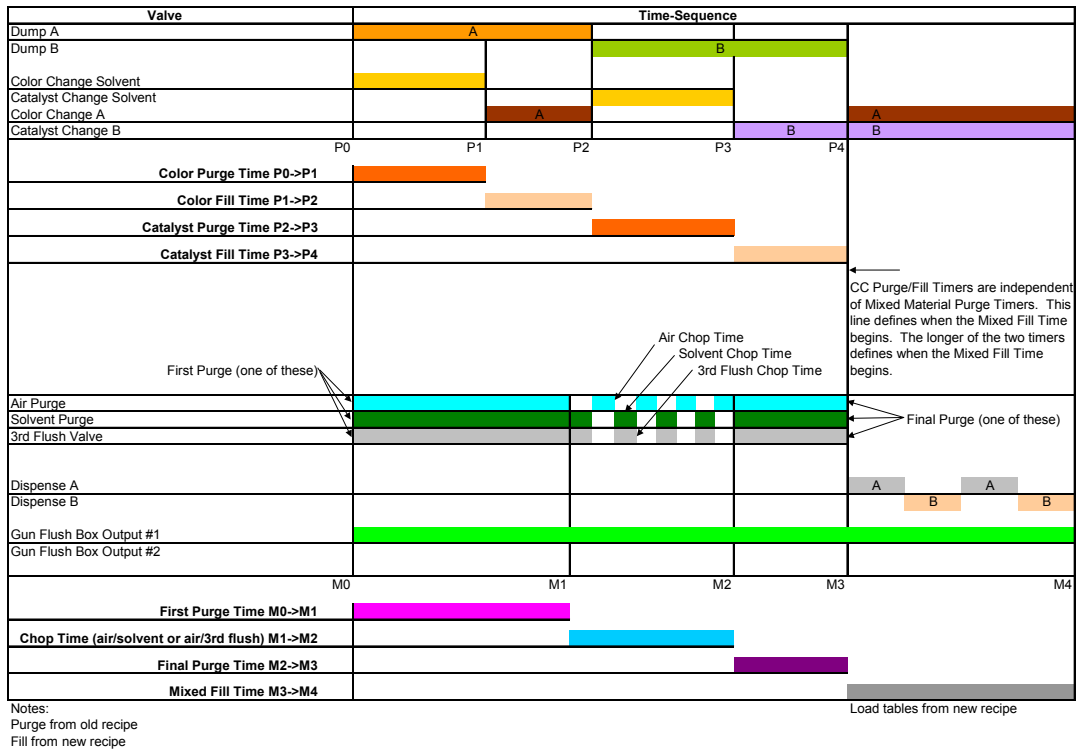 Valve Time-Sequence
Dump A A
Dump B B
Color Change Solvent
Catalyst Change Solvent
Color Change A A A
Catalyst Change B B B
P0 P1 P2 P3 P4
Color Purge Time P0->P1
Color Fill Time P1->P2
Catalyst Purge Time P2->P3
Catalyst Fill Time P3->P4
CC Purge/Fill Timers are independent
of Mixed Material Purge Timers. This
line defines when the Mixed Fill Time
begins. The longer of the two timers
defines when the Mixed Fill Time
begins.
Air Chop Time
Solvent Chop Time
First Purge (one of these) 3rd Flush Chop Time
Air Purge
Solvent Purge Final Purge (one of these)
3rd Flush Valve
Dispense A A A
Dispense B B B
Gun Flush Box Output #1
Gun Flush Box Output #2
M0 M1 M2 M3 M4
First Purge Time M0->M1
Chop Time (air/solvent or air/3rd flush) M1->M2
Final Purge Time M2->M3
Mixed Fill Time M3->M4
Notes: Load tables from new recipe
Purge from old recipe
Fill from new recipe